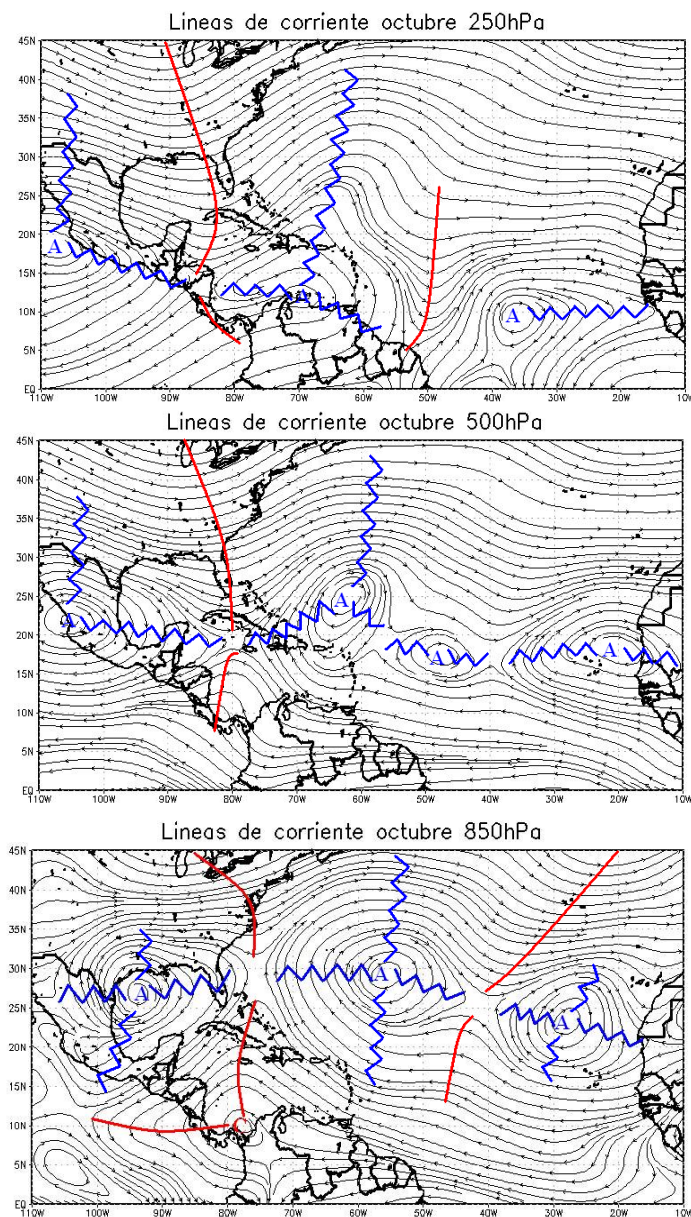 Lineas de corriente octubre 250hPa
45N
40N
35N
30N
25N
20N
A
15N
A
10N
A
5N
EQ
110W 100W 90W 80W 70W 60W 50W 40W 30W 20W 10W
Lineas de corriente octubre 500hPa
45N
40N
35N
30N
25N
A
20N
A
A
A
15N
10N
5N
EQ
110W 100W 90W 80W 70W 60W 50W 40W 30W 20W 10W
Lineas de corriente octubre 850hPa
45N
40N
35N
30N
A
A
25N
A
20N
15N
10N
C
5N
EQ
110W 100W 90W 80W 70W 60W 50W 40W 30W 20W 10W